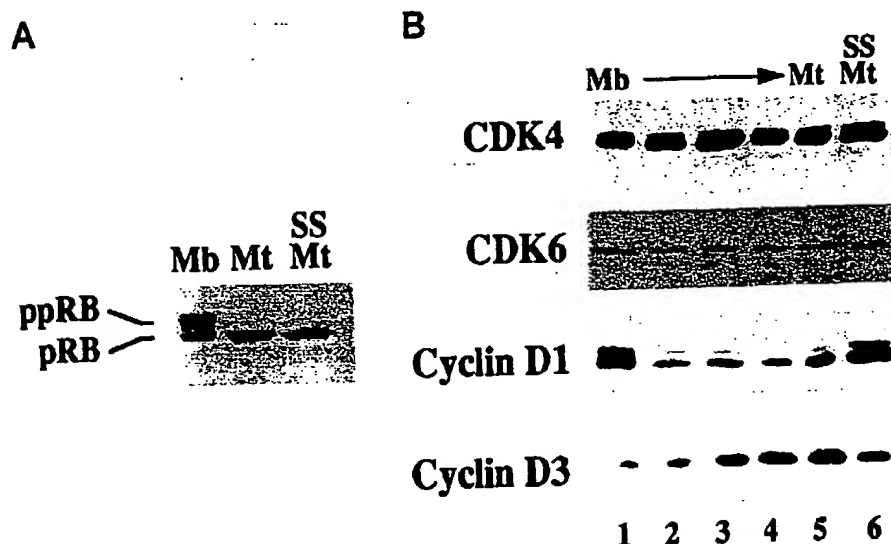 A
SS
Mb Mt Mt
ppRB
pRB
B
SS
Mb Mt Mt
CDK4
CDK6
Cyclin D1
Cyclin D3
1 2 3 4 5 6